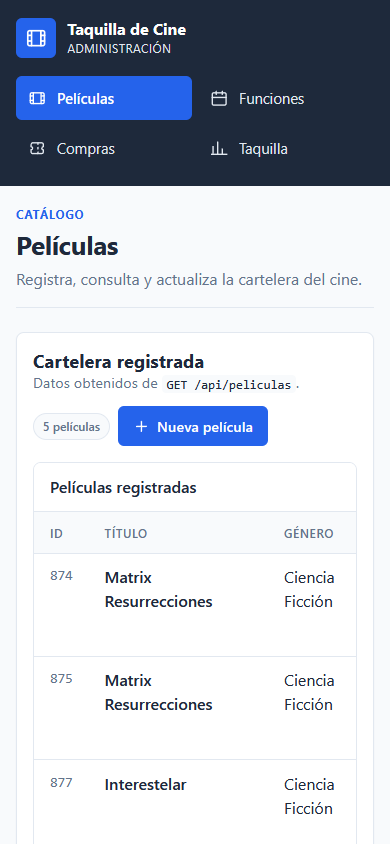 Taquilla de Cine
ADMINISTRACIÓN
Películas
Funciones
Compras
Taquilla
CATÁLOGO
Películas
Registra, consulta y actualiza la cartelera del cine.
Cartelera registrada
Datos obtenidos de GET /api/peliculas.
5 películas
+ Nueva película
Películas registradas
ID TÍTULO GÉNERO
874 Matrix Resurrecciones Ciencia Ficción
875 Matrix Resurrecciones Ciencia Ficción
877 Interestelar Ciencia Ficción